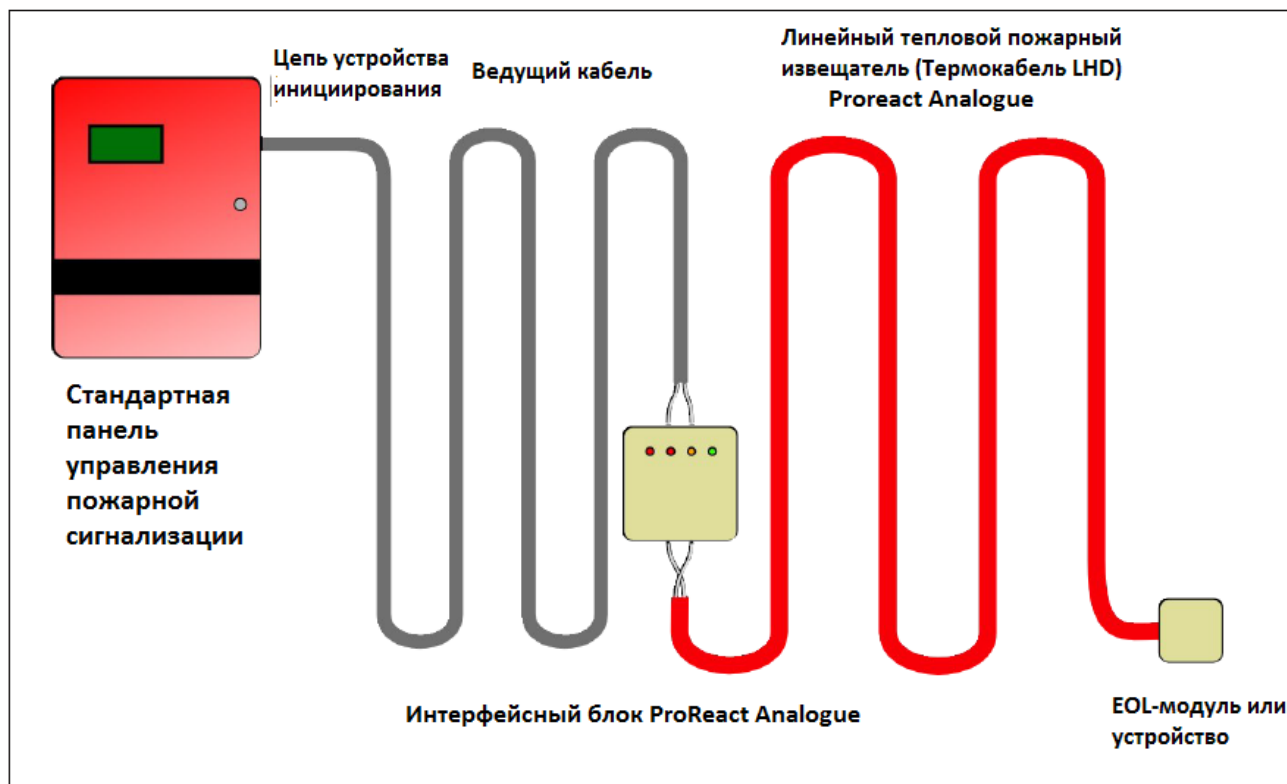 Цепь устройства
инициирования
Ведущий кабель
Линейный тепловой пожарный
извещатель (Термокабель LHD)
Proreact Analogue
Стандартная
панель
управления
пожарной
сигнализации
Интерфейсный блок ProReact Analogue
EOL-модуль или
устройство